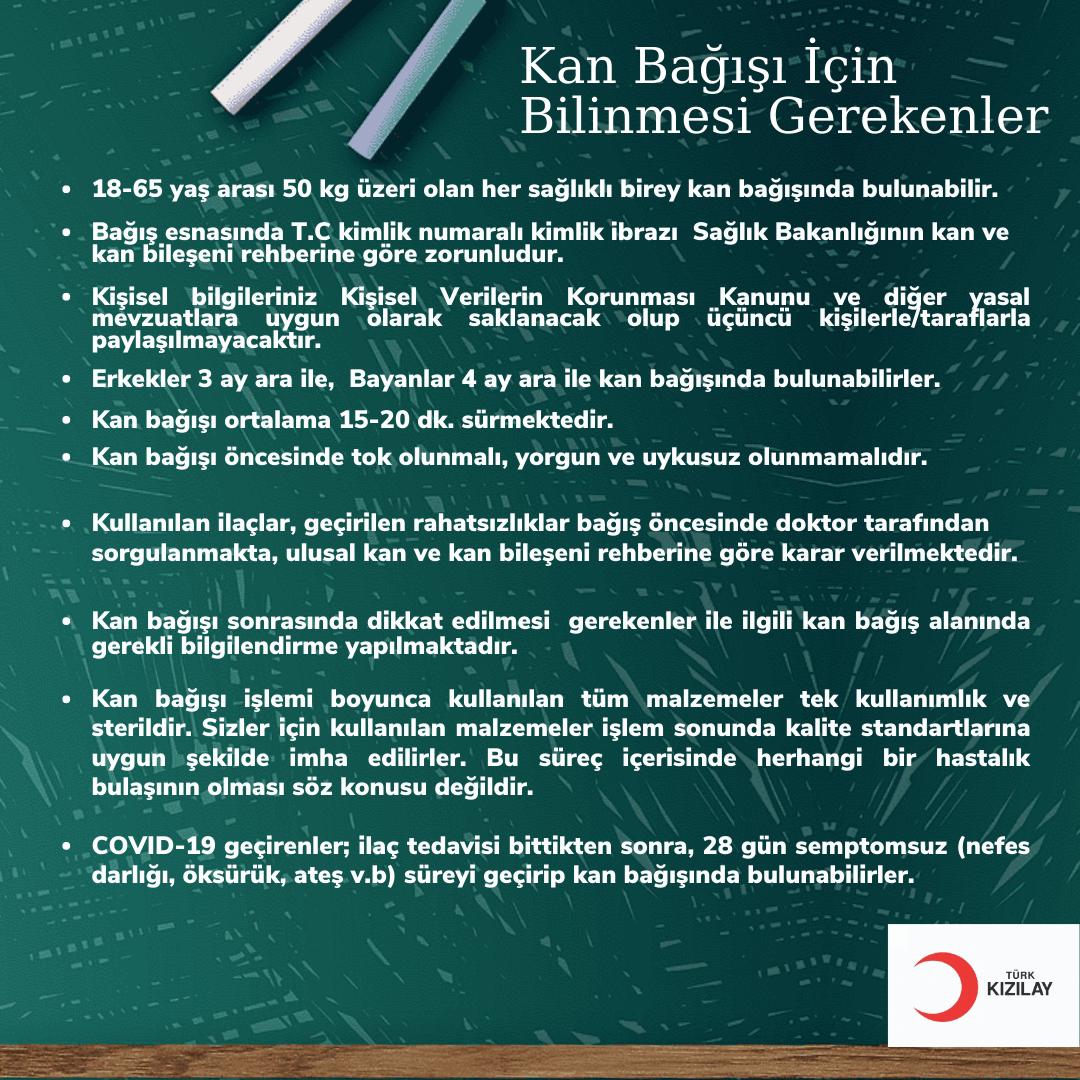 Kan Bağışı İçin
Bilinmesi Gerekenler
• 18-65 yaş arası 50 kg üzeri olan her sağlıklı birey kan bağışında bulunabilir.
• Bağış esnasında T.C kimlik numaralı kimlik ibrazı Sağlık Bakanlığının kan ve
kan bileşeni rehberine göre zorunludur.
• Kişisel bilgileriniz Kişisel Verilerin Korunması Kanunu ve diğer yasal
mevzuatlara uygun olarak saklanacak olup üçüncü kişilerle/taraflarla
paylaşılmayacaktır.
• Erkekler 3 ay ara ile, Bayanlar 4 ay ara ile kan bağışında bulunabilirler.
• Kan bağışı ortalama 15-20 dk. sürmektedir.
• Kan bağışı öncesinde tok olunmalı, yorgun ve uykusuz olunmamalıdır.
• Kullanılan ilaçlar, geçirilen rahatsızlıklar bağış öncesinde doktor tarafından
sorgulanmakta, ulusal kan ve kan bileşeni rehberine göre karar verilmektedir.
• Kan bağışı sonrasında dikkat edilmesi gerekenler ile ilgili kan bağış alanında
gerekli bilgilendirme yapılmaktadır.
• Kan bağışı işlemi boyunca kullanılan tüm malzemeler tek kullanımlık ve
sterildir. Sizler için kullanılan malzemeler işlem sonunda kalite standartlarına
uygun şekilde imha edilirler. Bu süreç içerisinde herhangi bir hastalık
bulaşının olması söz konusu değildir.
• COVID-19 geçirenler; ilaç tedavisi bittikten sonra, 28 gün semptomsuz (nefes
darlığı, öksürük, ateş v.b) süreyi geçirip kan bağışında bulunabilirler.
TÜRK
KIZILAY